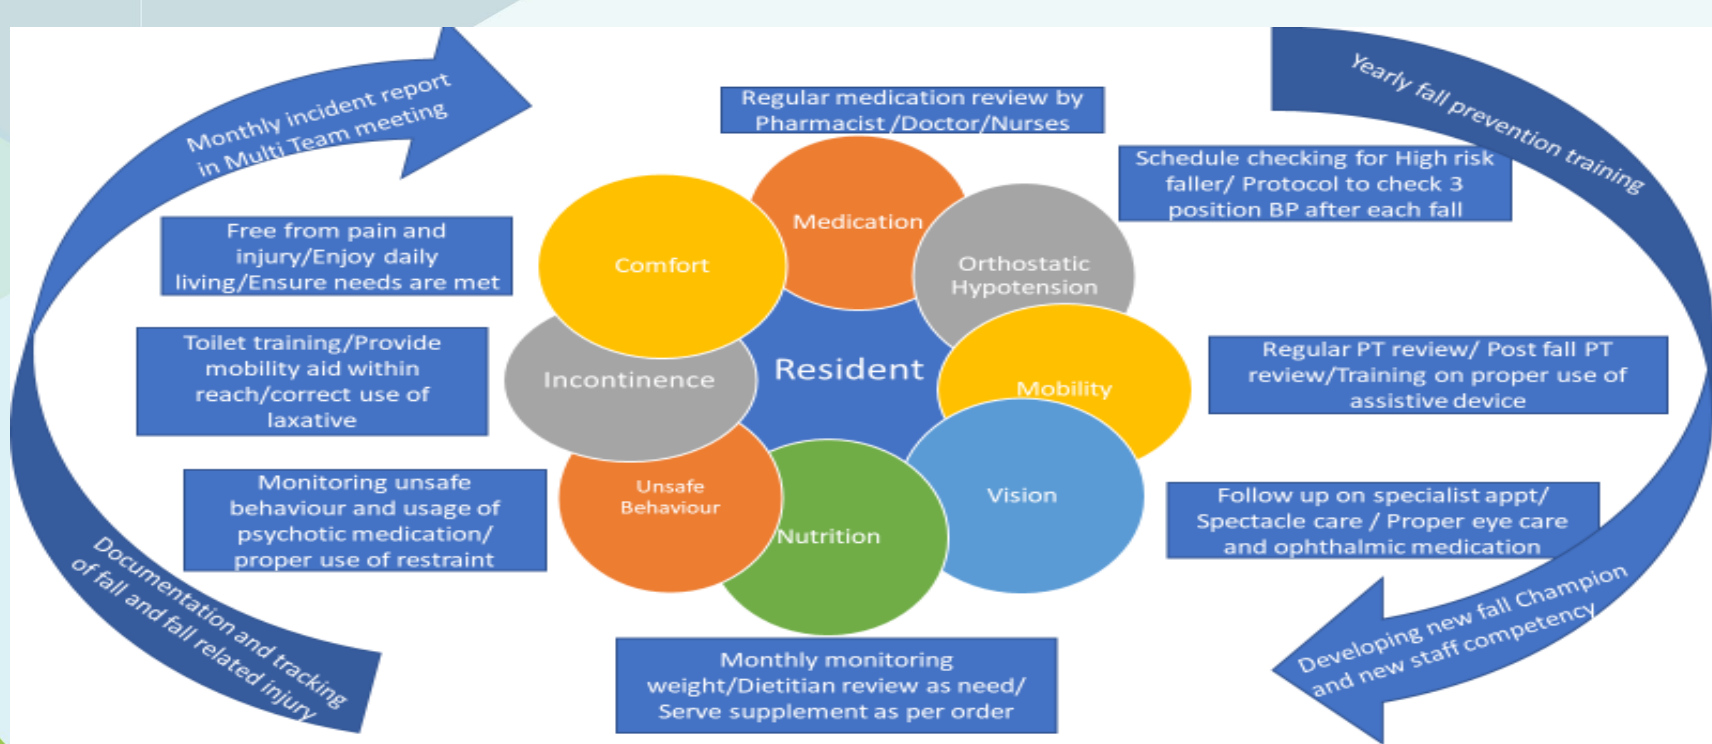 Monthly incident report
in Multi Team meeting
Yearly fall prevention training
Regular medication review by
Pharmacist /Doctor/Nurses
Schedule checking for High risk
faller/ Protocol to check 3
position BP after each fall
Free from pain and
injury/Enjoy daily
living/Ensure needs are met
Comfort
Medication
Orthostatic
Hypotension
Toilet training/Provide
mobility aid within
reach/correct use of
laxative
Incontinence
Resident
Mobility
Regular PT review/ Post fall PT
review/Training on proper use of
assistive device
Monitoring unsafe
behaviour and usage of
psychotic medication/
proper use of restraint
Unsafe
Behaviour
Nutrition
Vision
Follow up on specialist appt/
Spectacle care / Proper eye care
and ophthalmic medication
Documentation and tracking
of fall and fall related injury
Monthly monitoring
weight/Dietitian review as need/
Serve supplement as per order
Developing new fall Champion
and new staff competency